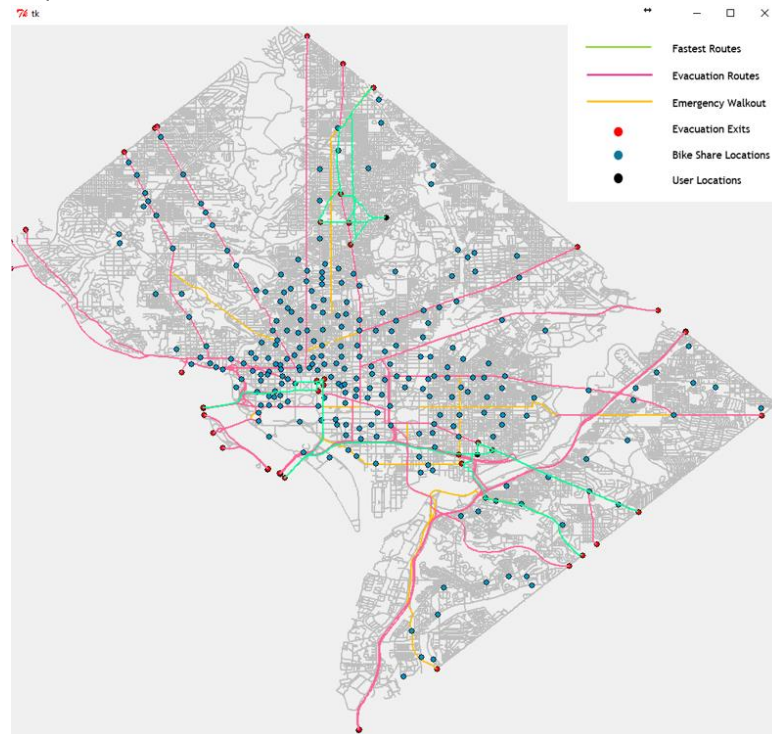 tk
Fastest Routes
Evacuation Routes
Emergency Walkout
Evacuation Exits
Bike Share Locations
User Locations